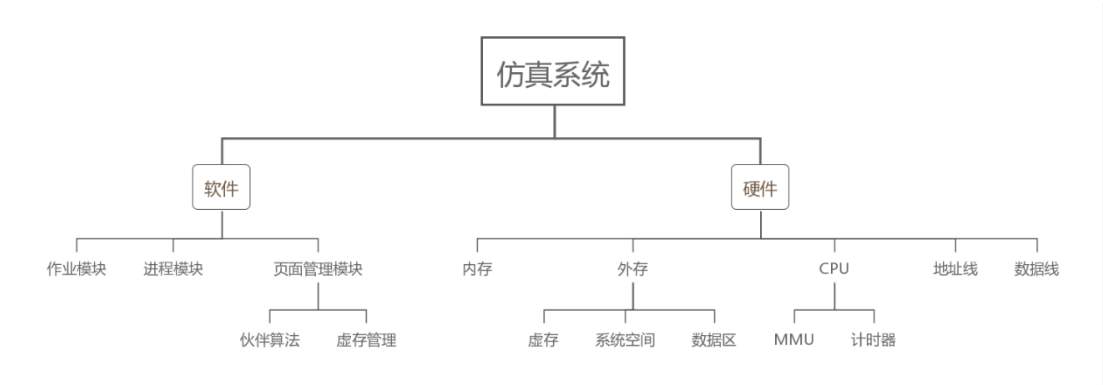 仿真系统
软件
硬件
作业模块
进程模块
页面管理模块
内存
外存
CPU
地址线
数据线
伙伴算法
虚存管理
虚存
系统空间
数据区
MMU
计时器